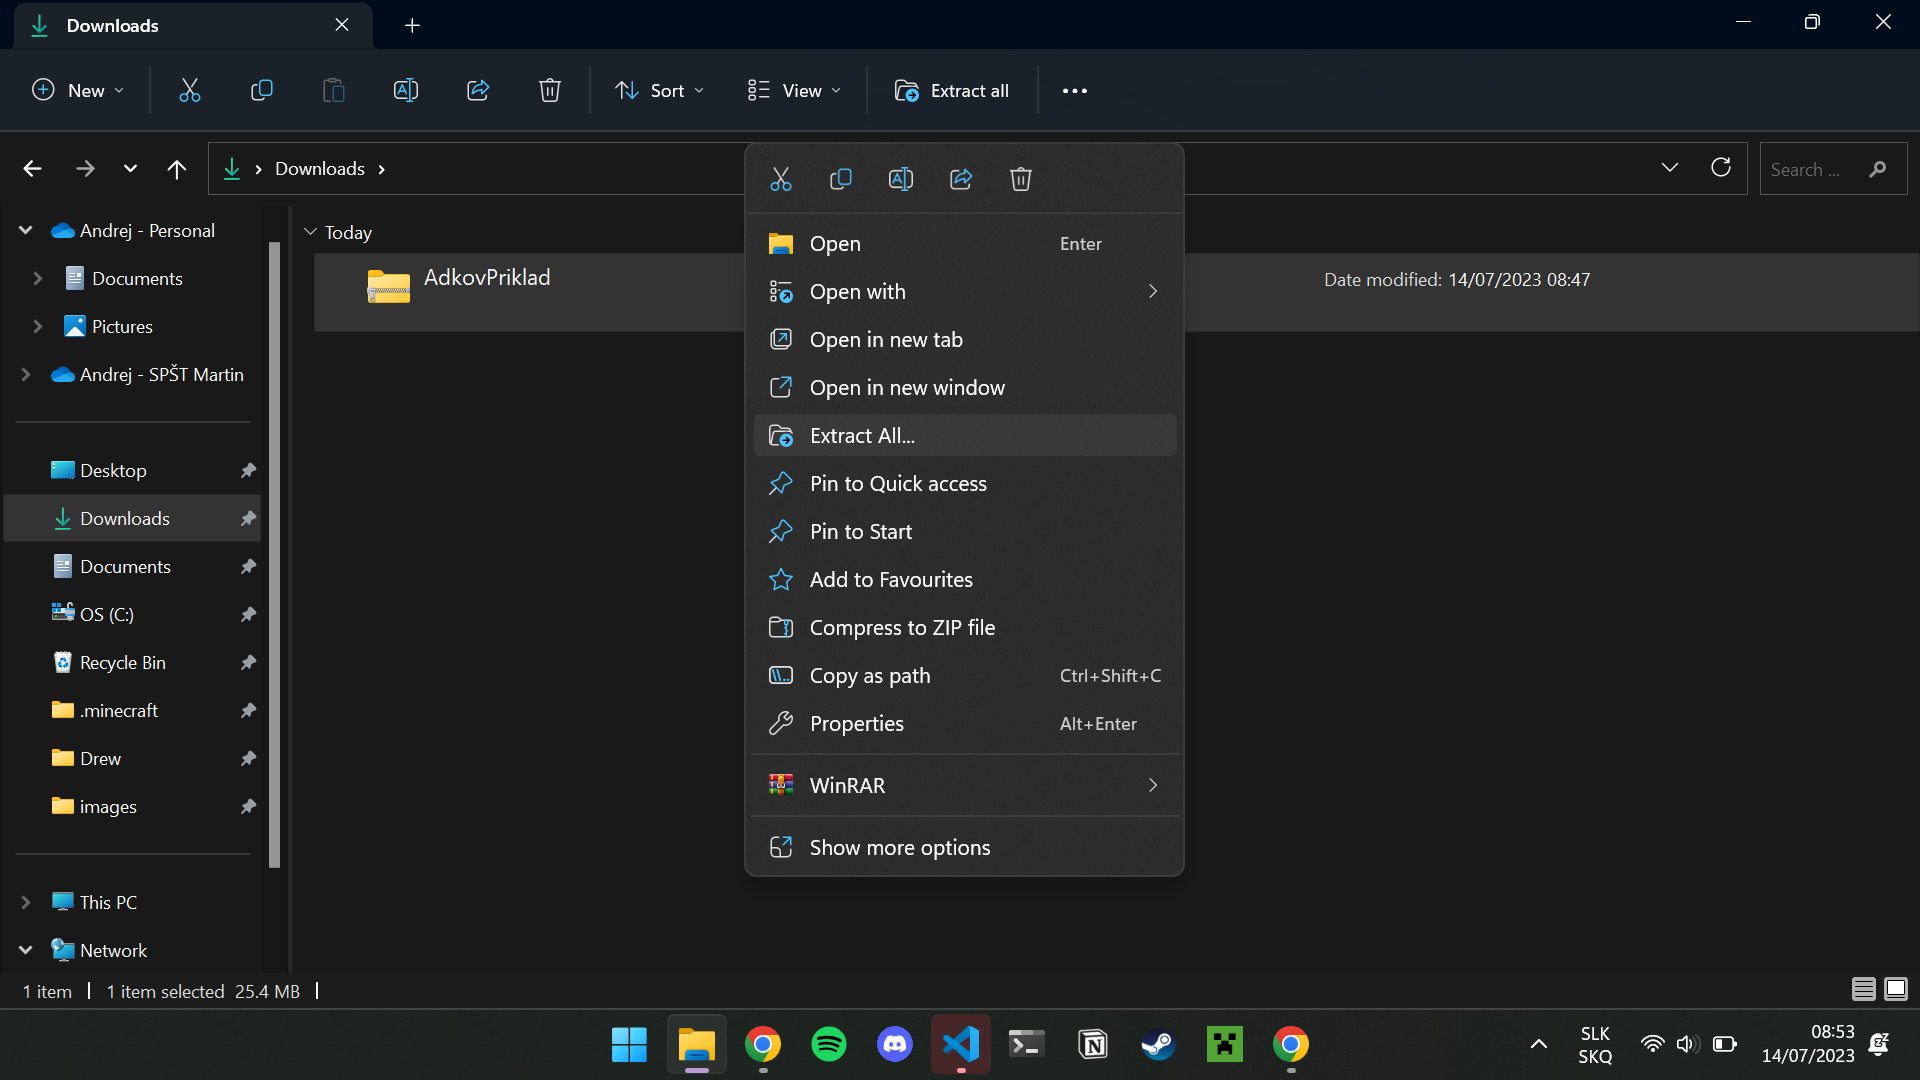 Downloads
New
Sort
View
Extract all
Downloads
Search ...
Andrej - Personal
Documents
Pictures
Andrej - SPŠT Martin
Desktop
Downloads
Documents
OS (C:)
Recycle Bin
.minecraft
Drew
images
This PC
Network
Today
AdkovPriklad
Date modified: 14/07/2023 08:47
Open Enter
Open with
Open in new tab
Open in new window
Extract All...
Pin to Quick access
Pin to Start
Add to Favourites
Compress to ZIP file
Copy as path Ctrl+Shift+C
Properties Alt+Enter
WinRAR
Show more options
1 item 1 item selected 25.4 MB
SLK
SKQ
08:53
14/07/2023